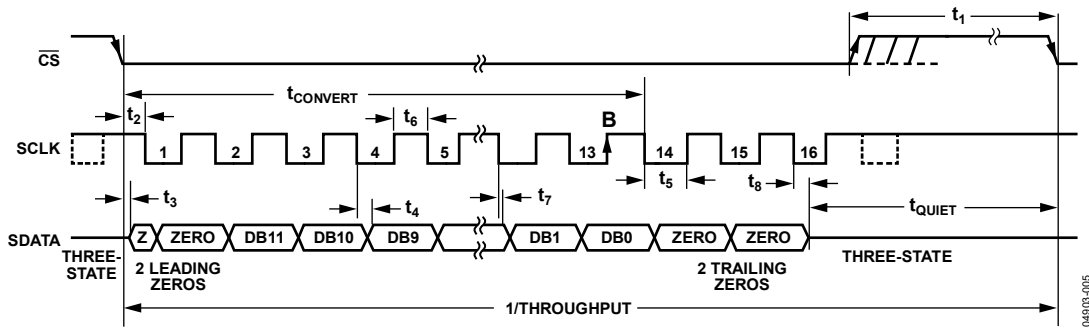 t1
CS
tCONVERT
t2
t6
B
SCLK
1
2
3
4
5
13
14
15
16
t3
t4
t7
t5
t8
tQUIET
SDATA
Z
ZERO
DB11
DB10
DB9
DB1
DB0
ZERO
ZERO
THREE-
STATE
2 LEADING
ZEROS
2 TRAILING
ZEROS
THREE-STATE
1/THROUGHPUT
04903-005